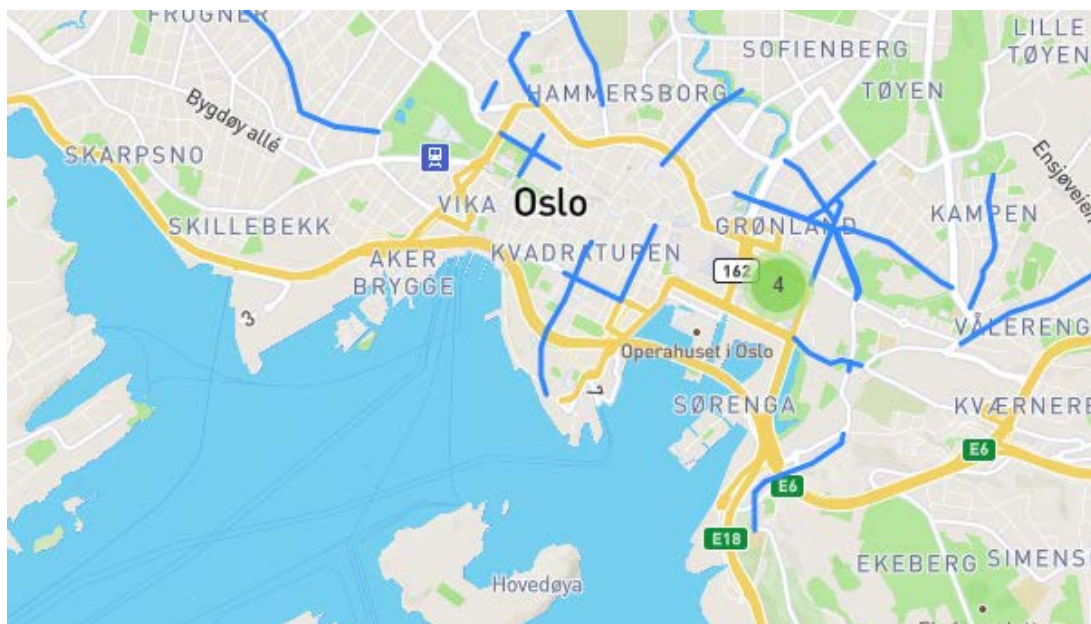 FROGNER
LILLE
TØYEN
SOFIENBERG
TØYEN
HAMMERSBORG
Bygdøy allé
SKARPSNO
Ensjøveien
SKILLEBEKK
VIKA
Oslo
GRØNLAND
KAMPEN
KVADRATUREN
AKER
BRYGGE
162
4
3
VÅLERENG
Operahuset i Oslo
SØRENGA
KVÆRNERE
E6
E6
E18
EKEBERG
SIMENS
Hovedøya